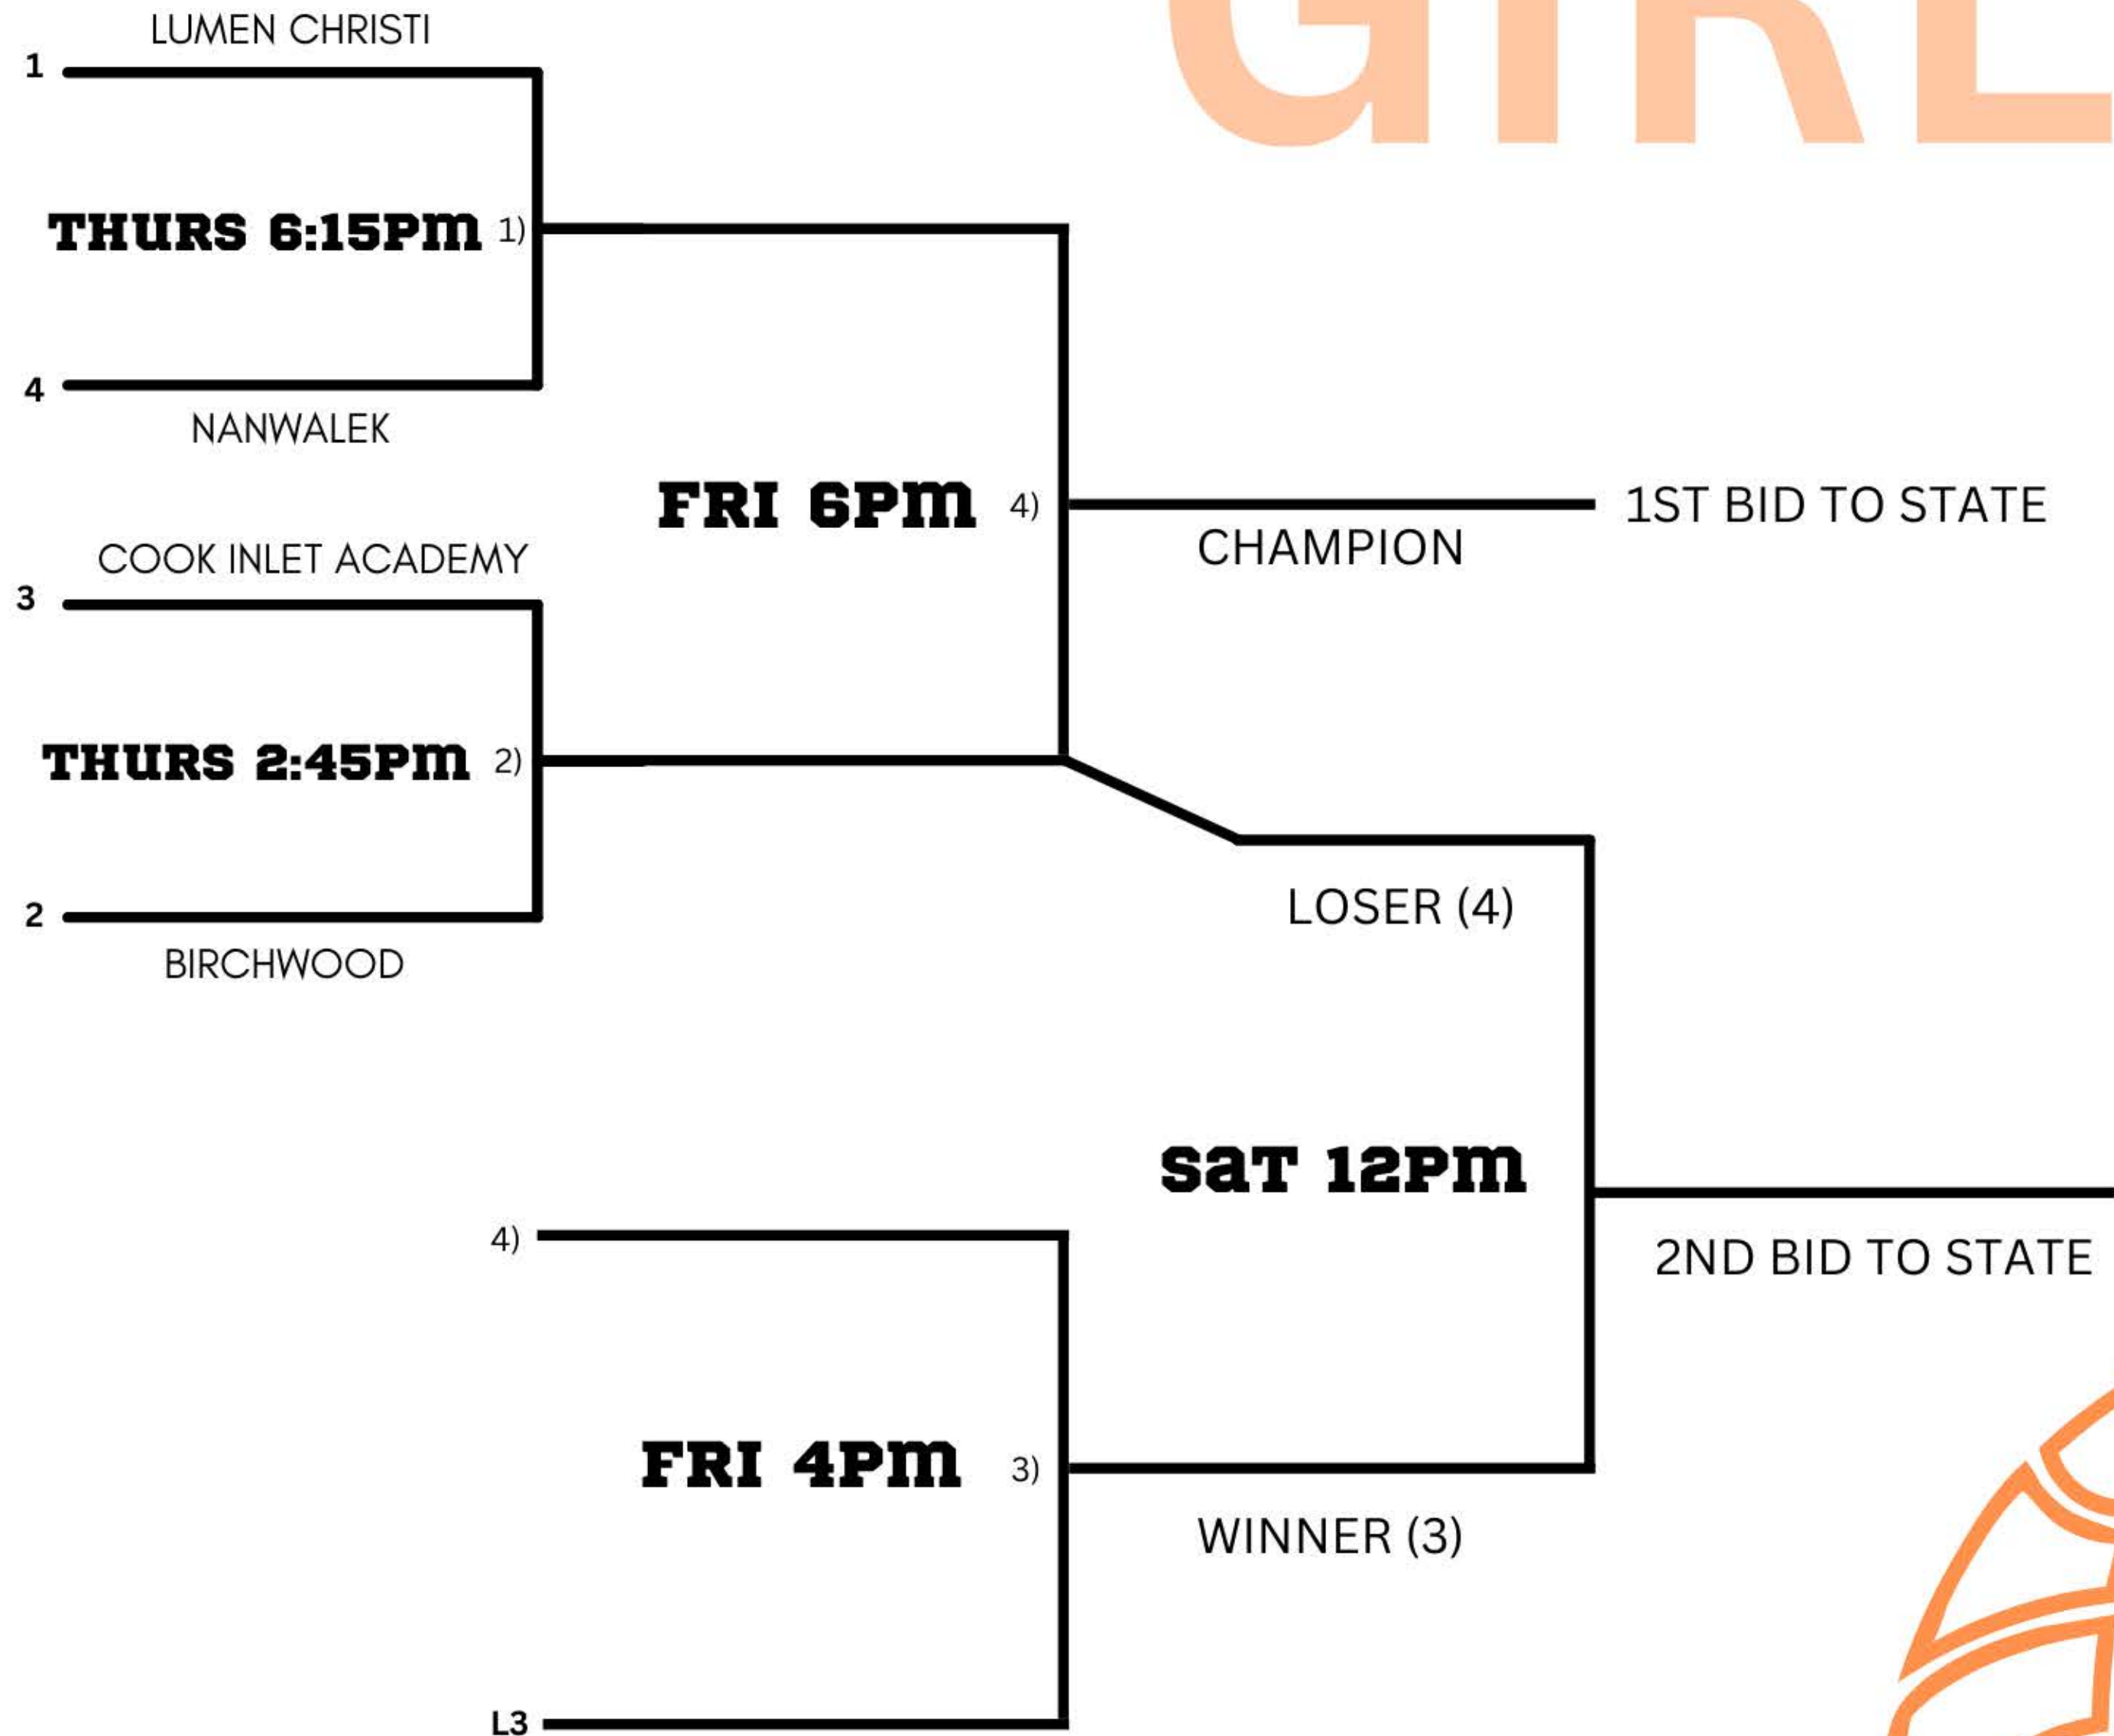 GIRL
LUMEN CHRISTI
1
THURS 6:15PM 1)
4
NANWALEK
FRI 6PM 4)
1ST BID TO STATE
CHAMPION
COOK INLET ACADEMY
3
THURS 2:45PM 2)
2
BIRCHWOOD
LOSER (4)
SAT 12PM
4)
2ND BID TO STATE
FRI 4PM 3)
WINNER (3)
L3